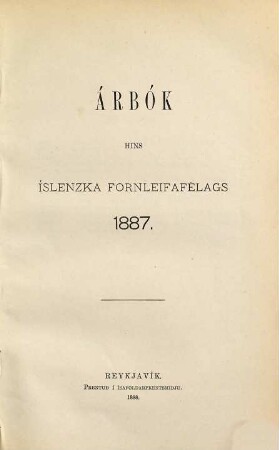 ÁRBÓK
HINS
ÍSLENZKA FORNLEIFAFÉLAGS
1887.
REYKJAVÍK.
PRENTUÐ Í ÍSAFOLDARPRENTSMIÐJU.
1888.